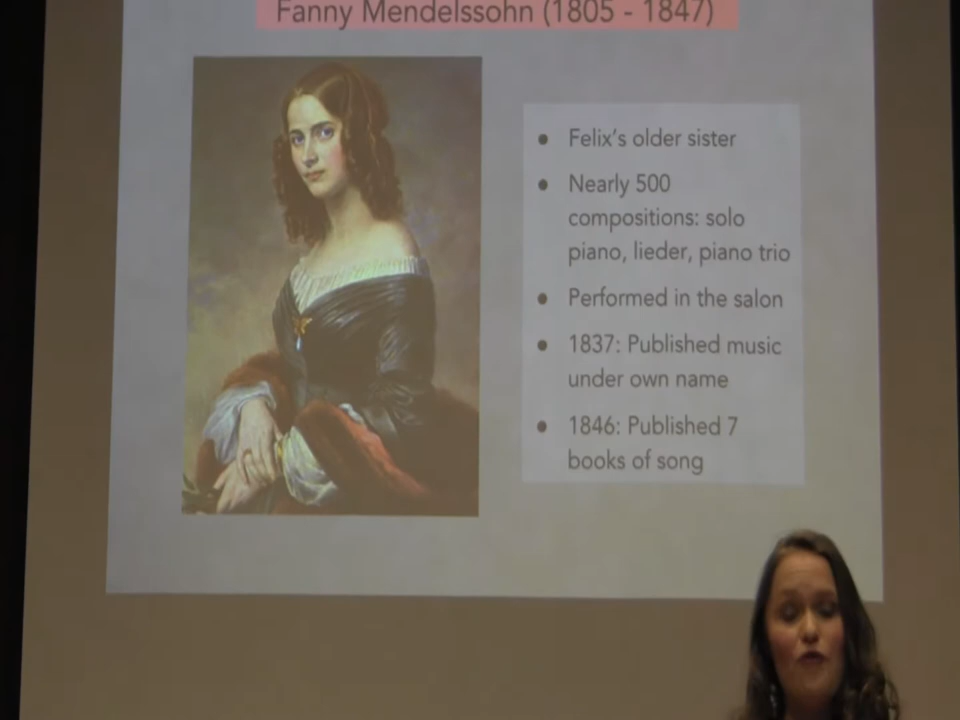 Fanny Mendelssohn (1805 - 1847)
• Felix's older sister
• Nearly 500
compositions: solo
piano, lieder, piano trio
• Performed in the salon
• 1837: Published music
under own name
• 1846: Published 7
books of song